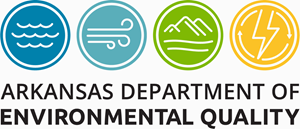 ARKANSAS DEPARTMENT OF
ENVIRONMENTAL QUALITY